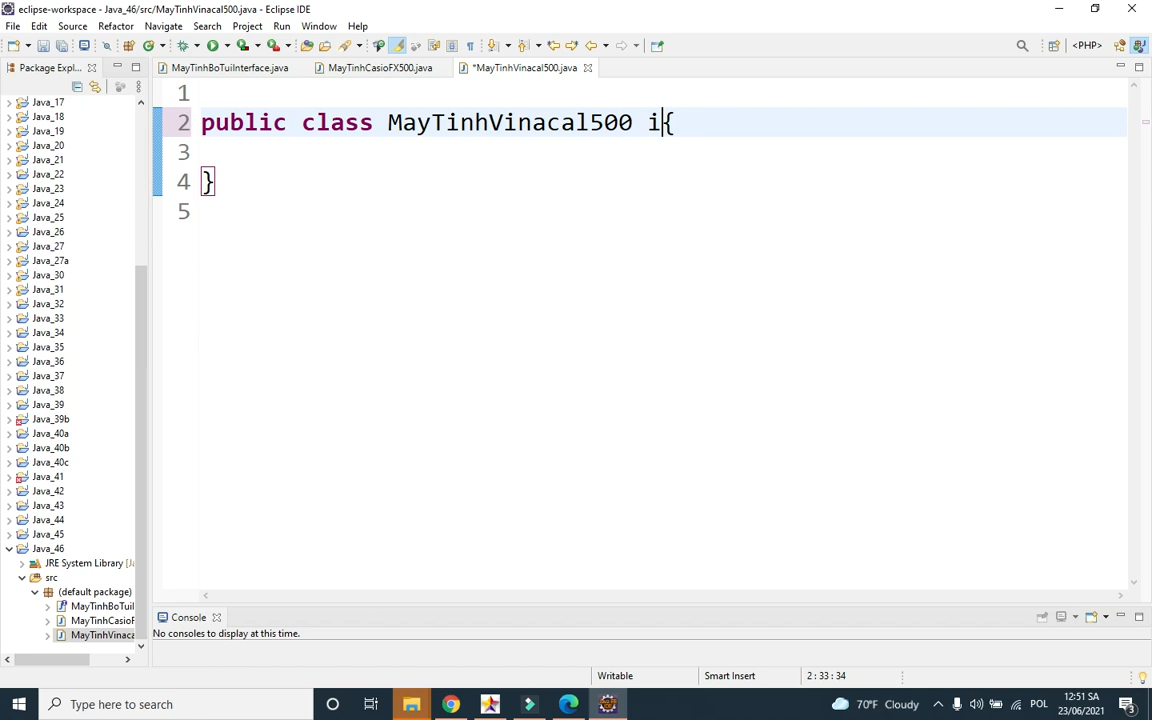 eclipse-workspace - Java_46/src/MayTinhVinacal500.java - Eclipse IDE
File Edit Source Refactor Navigate Search Project Run Window Help
<PHP>
Package Expl...
MayTinhBoTuiInterface.java
MayTinhCasioFX500.java
*MayTinhVinacal500.java
Java_17
Java_18
Java_19
Java_20
Java_21
Java_22
Java_23
Java_24
Java_25
Java_26
Java_27
Java_27a
Java_30
Java_31
Java_32
Java_33
Java_34
Java_35
Java_36
Java_37
Java_38
Java_39
Java_39b
Java_40a
Java_40b
Java_40c
Java_41
Java_42
Java_43
Java_44
Java_45
Java_46
JRE System Library [
src
(default package)
MayTinhBoTuiI
MayTinhCasioF
MayTinhVinaca
1
2 public class MayTinhVinacal500 i{
3
4 }
5
Console
No consoles to display at this time.
Writable
Smart Insert
2 : 33 : 34
Type here to search
70°F Cloudy
POL
12:51 SA
23/06/2021
3